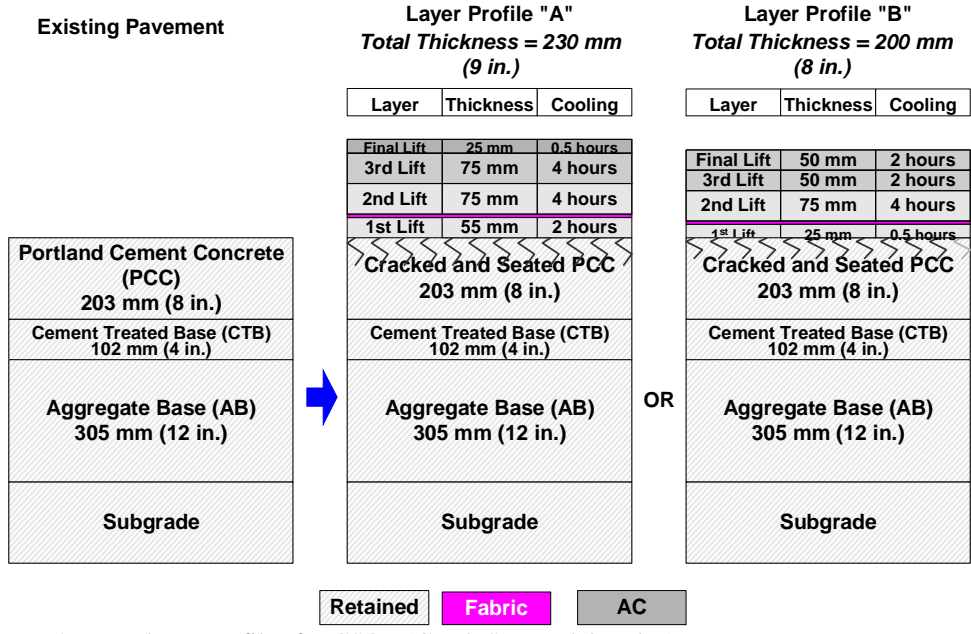 Existing Pavement
Layer Profile "A"
Total Thickness = 230 mm
(9 in.)
Layer Thickness Cooling
Final Lift 25 mm 0.5 hours
3rd Lift 75 mm 4 hours
2nd Lift 75 mm 4 hours
1st Lift 55 mm 2 hours
Layer Profile "B"
Total Thickness = 200 mm
(8 in.)
Layer Thickness Cooling
Final Lift 50 mm 2 hours
3rd Lift 50 mm 2 hours
2nd Lift 75 mm 4 hours
1st Lift 25 mm 0.5 hours
Portland Cement Concrete
(PCC)
203 mm (8 in.)
Cement Treated Base (CTB)
102 mm (4 in.)
Aggregate Base (AB)
305 mm (12 in.)
Subgrade
Cracked and Seated PCC
203 mm (8 in.)
Cement Treated Base (CTB)
102 mm (4 in.)
Aggregate Base (AB)
305 mm (12 in.)
Subgrade
OR
Cracked and Seated PCC
203 mm (8 in.)
Cement Treated Base (CTB)
102 mm (4 in.)
Aggregate Base (AB)
305 mm (12 in.)
Subgrade
Retained Fabric AC